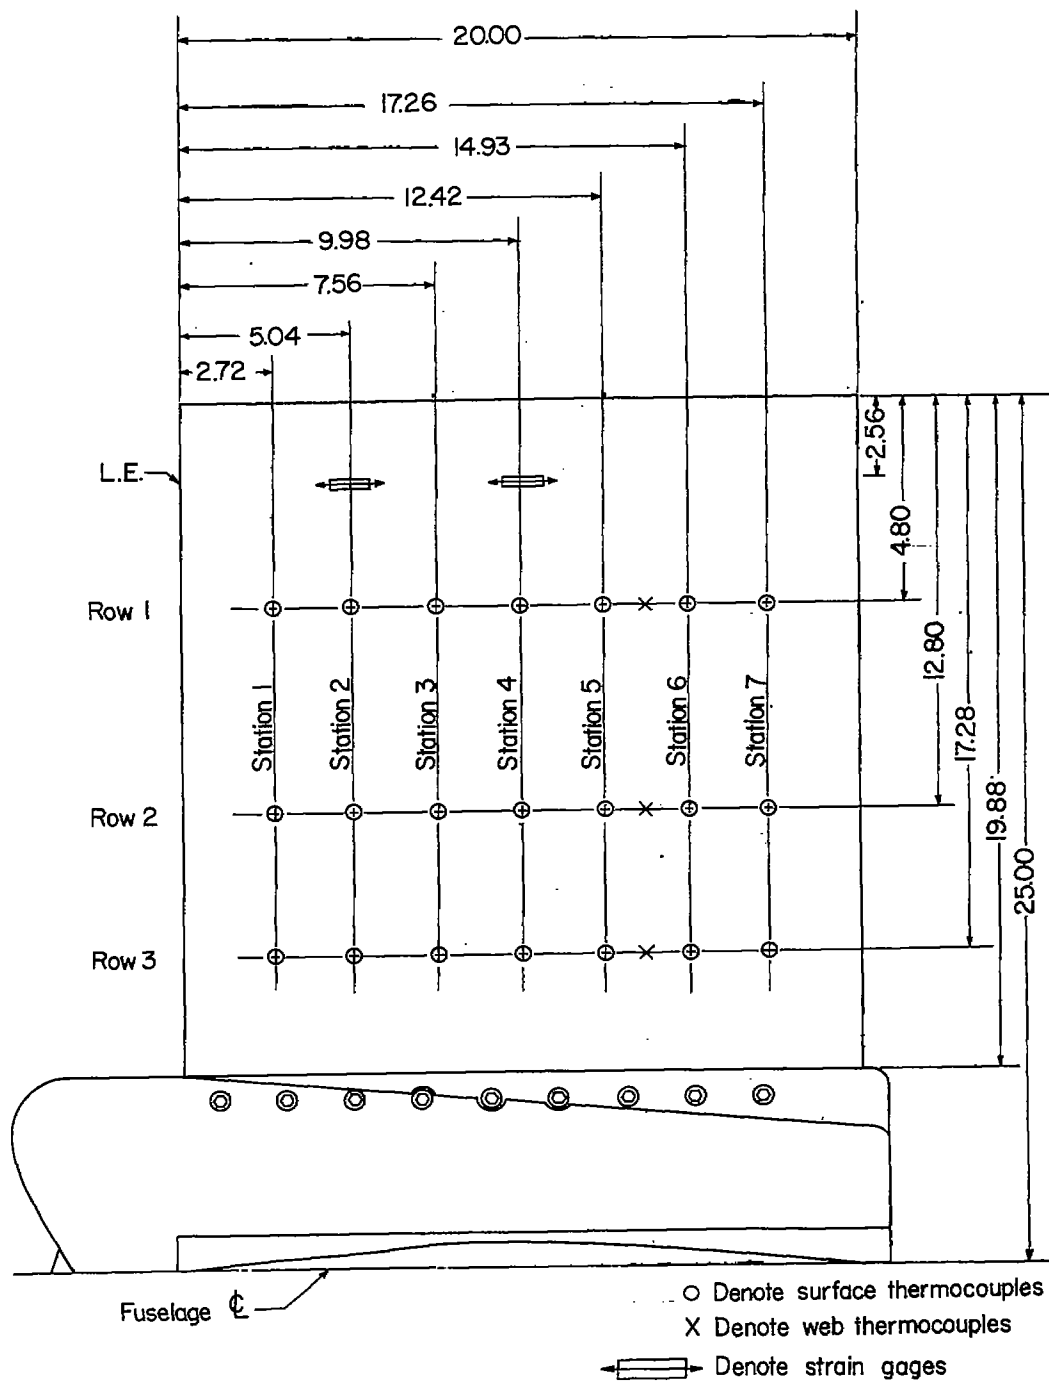 20.00
17.26
14.93
12.42
9.98
7.56
5.04
2.72
L.E.
2.56
4.80
12.80
17.28
19.88
25.00
Row 1
Station 1
Station 2
Station 3
Station 4
Station 5
Station 6
Station 7
Row 2
Row 3
Fuselage ℄
O Denote surface thermocouples
X Denote web thermocouples
Denote strain gages